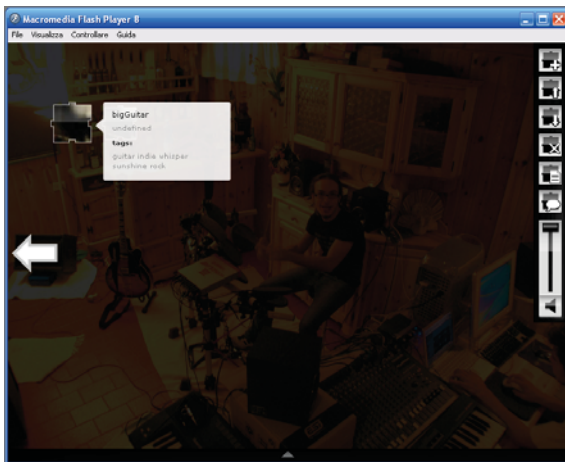 Macromedia Flash Player 8
File Visualizza Controllare Guida
bigGuitar
undefined
tags:
guitar indie whisper
sunshine rock